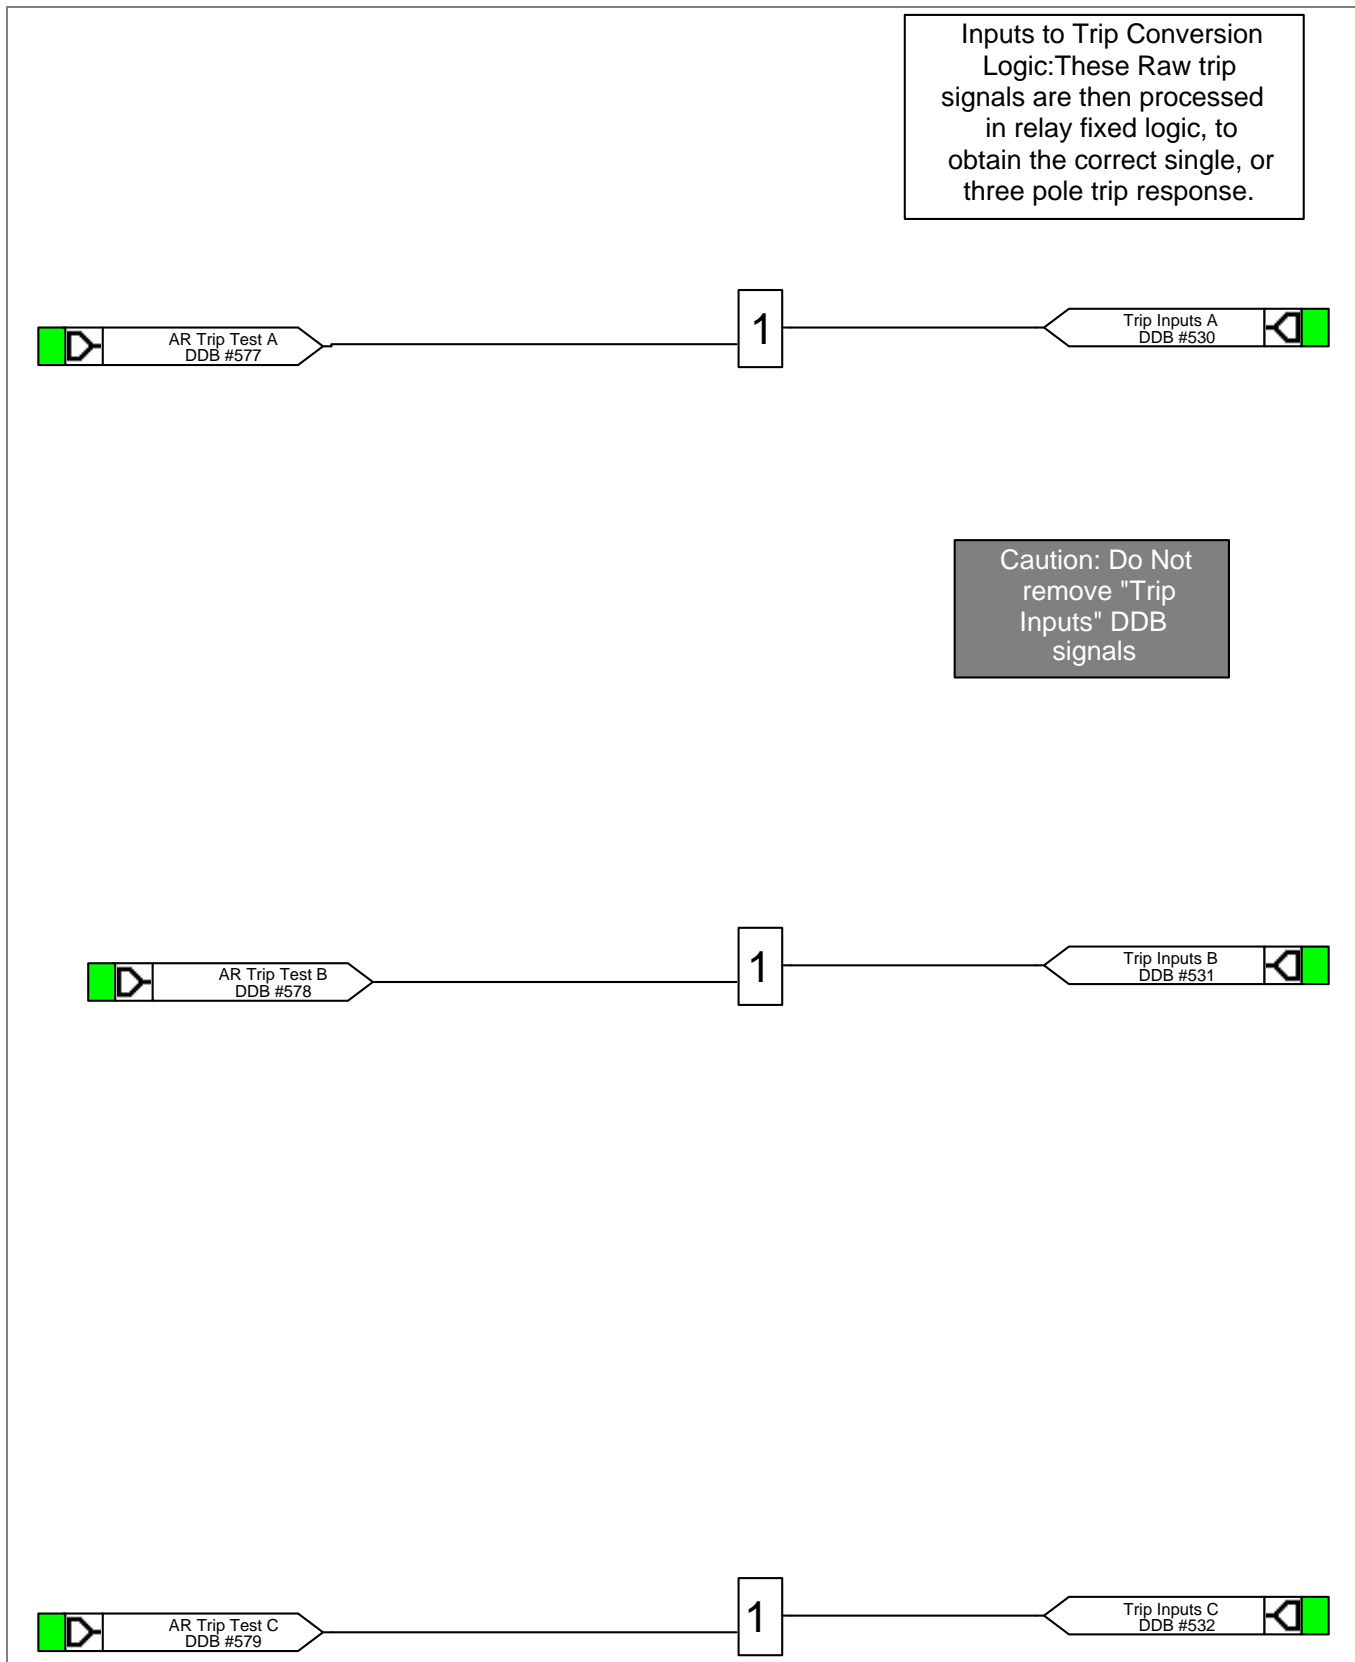 Inputs to Trip Conversion
Logic:These Raw trip
signals are then processed
in relay fixed logic, to
obtain the correct single, or
three pole trip response.
AR Trip Test A
DDB #577
1
Trip Inputs A
DDB #530
Caution: Do Not
remove "Trip
Inputs" DDB
signals
AR Trip Test B
DDB #578
1
Trip Inputs B
DDB #531
AR Trip Test C
DDB #579
1
Trip Inputs C
DDB #532